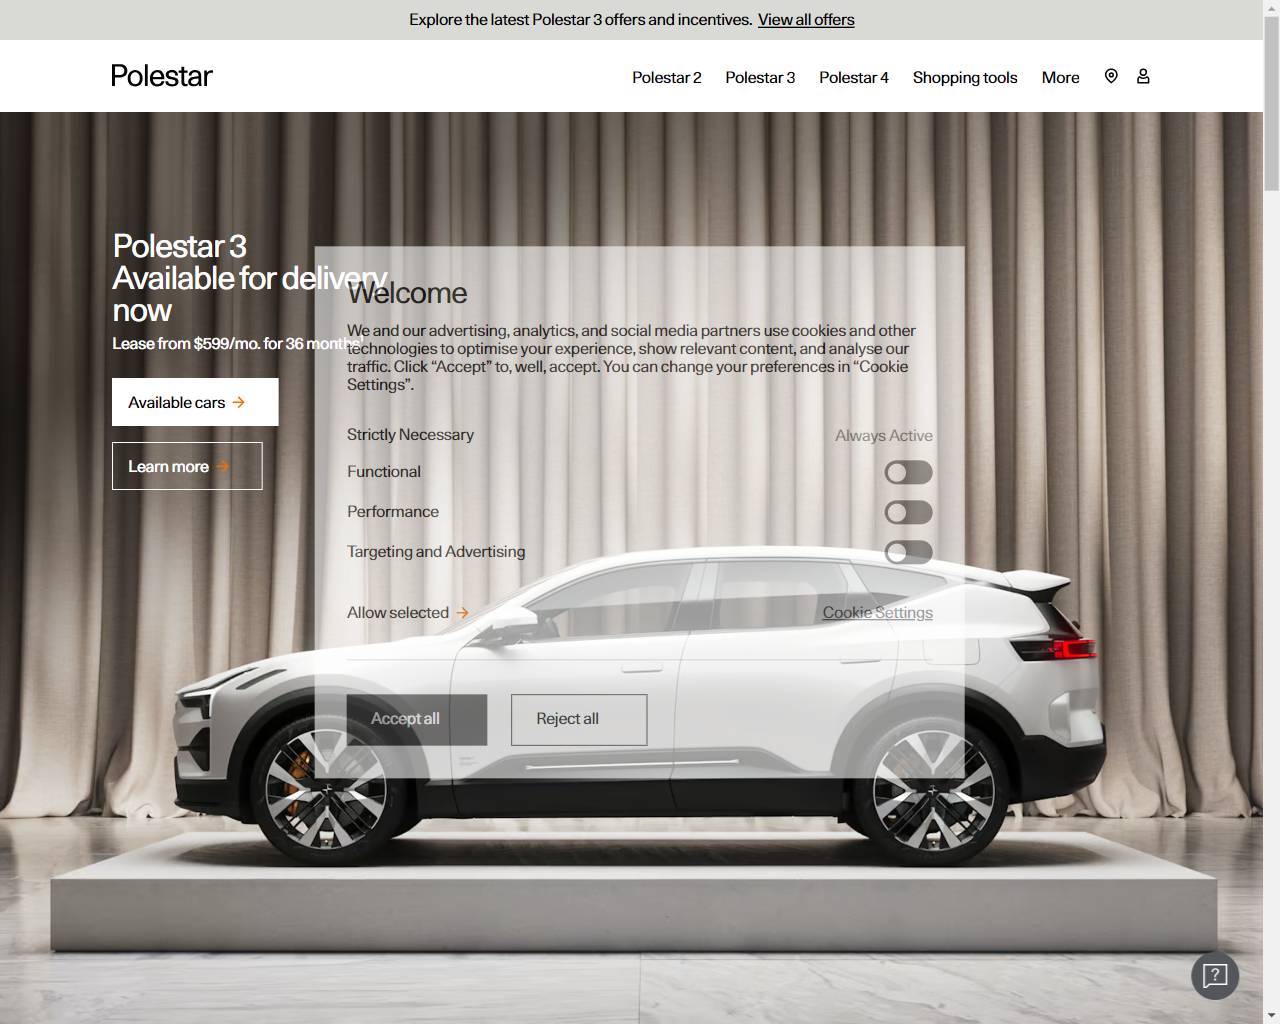 Explore the latest Polestar 3 offers and incentives. View all offers
Polestar
Polestar 2 Polestar 3 Polestar 4 Shopping tools More
Polestar 3
Available for delivery
now
Lease from $599/mo. for 36 months¹
Available cars
Learn more
Welcome
We and our advertising, analytics, and social media partners use cookies and other
technologies to optimise your experience, show relevant content, and analyse our
traffic. Click “Accept” to, well, accept. You can change your preferences in “Cookie
Settings”.
Strictly Necessary Always Active
Functional
Performance
Targeting and Advertising
Allow selected Cookie Settings
Accept all Reject all